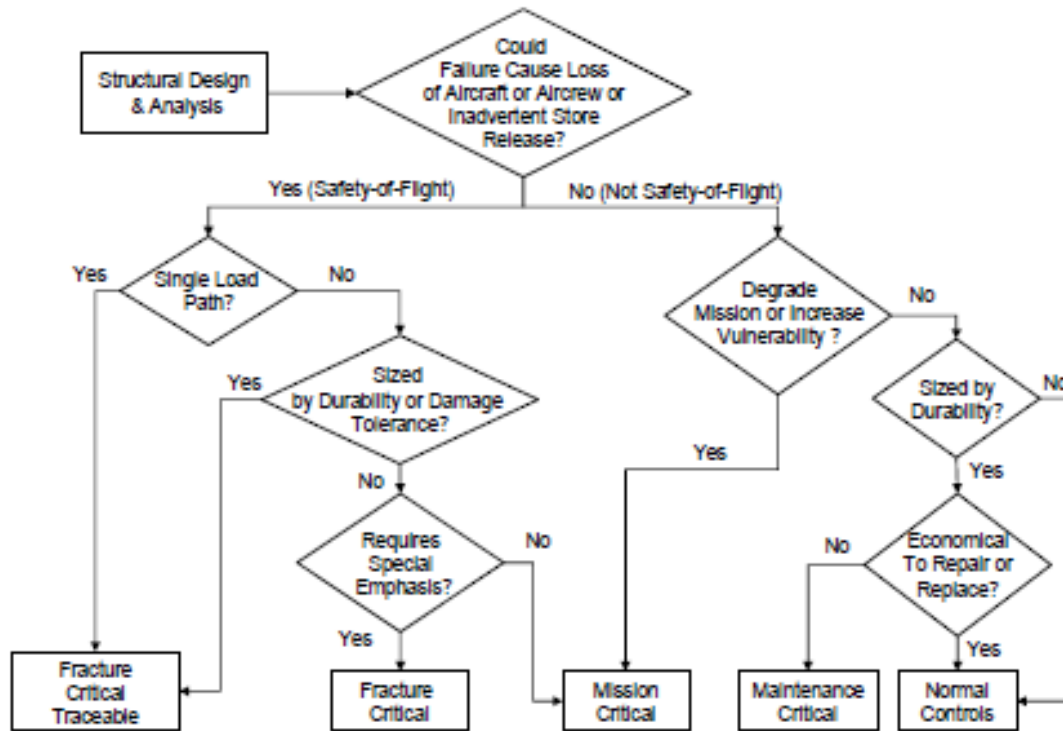 Structural Design
& Analysis
Could
Failure Cause Loss
of Aircraft or Aircrew or
Inadvertent Store
Release?
Yes (Safety-of-Flight)
No (Not Safety-of-Flight)
Yes
Single Load
Path?
No
Degrade
Mission or Increase
Vulnerability ?
No
Yes
Sized
by Durability or Damage
Tolerance?
Sized by
Durability?
No
Yes
No
Yes
Requires
Special
Emphasis?
No
No
Economical
To Repair or
Replace?
Yes
Yes
Fracture
Critical
Traceable
Fracture
Critical
Mission
Critical
Maintenance
Critical
Normal
Controls